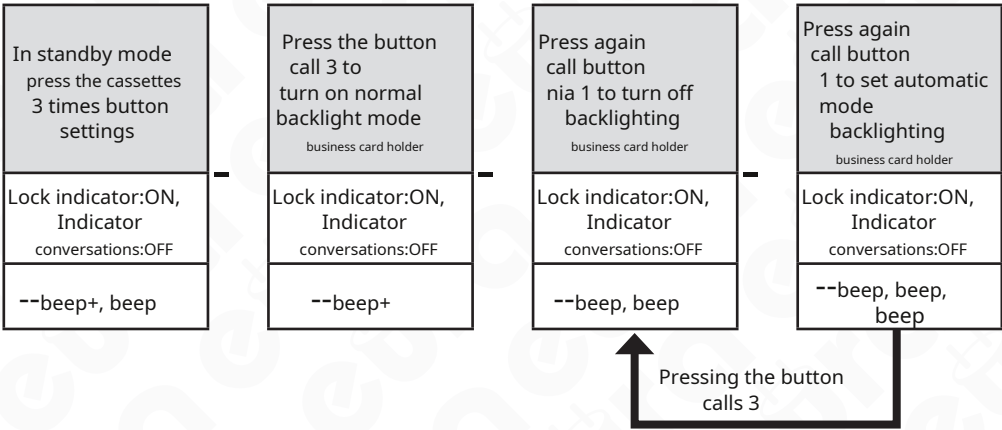 In standby mode
press the cassettes
3 times button
settings
Lock indicator:ON,
Indicator
conversations:OFF
--beep+, beep
Press the button
call 3 to
turn on normal
backlight mode
business card holder
Lock indicator:ON,
Indicator
conversations:OFF
--beep+
Press again
call button
nia 1 to turn off
backlighting
business card holder
Lock indicator:ON,
Indicator
conversations:OFF
--beep, beep
Press again
call button
1 to set automatic
mode
backlighting
business card holder
Lock indicator:ON,
Indicator
conversations:OFF
--beep, beep,
beep
Pressing the button
calls 3